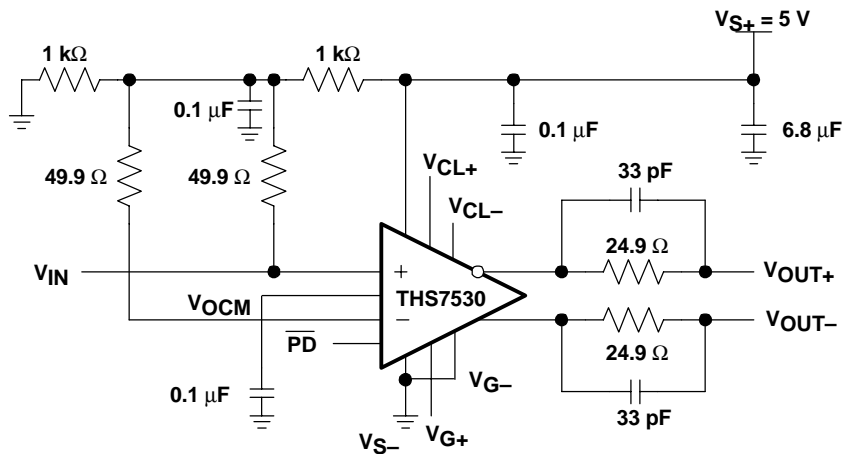 V_S+ = 5 V
1 kΩ
1 kΩ
0.1 μF
0.1 μF
6.8 μF
49.9 Ω
49.9 Ω
V_CL+
V_CL–
33 pF
24.9 Ω
V_IN
+
THS7530
V_OUT+
V_OCM
–
V_OUT–
P̅D̅
24.9 Ω
0.1 μF
V_G–
33 pF
V_S–
V_G+